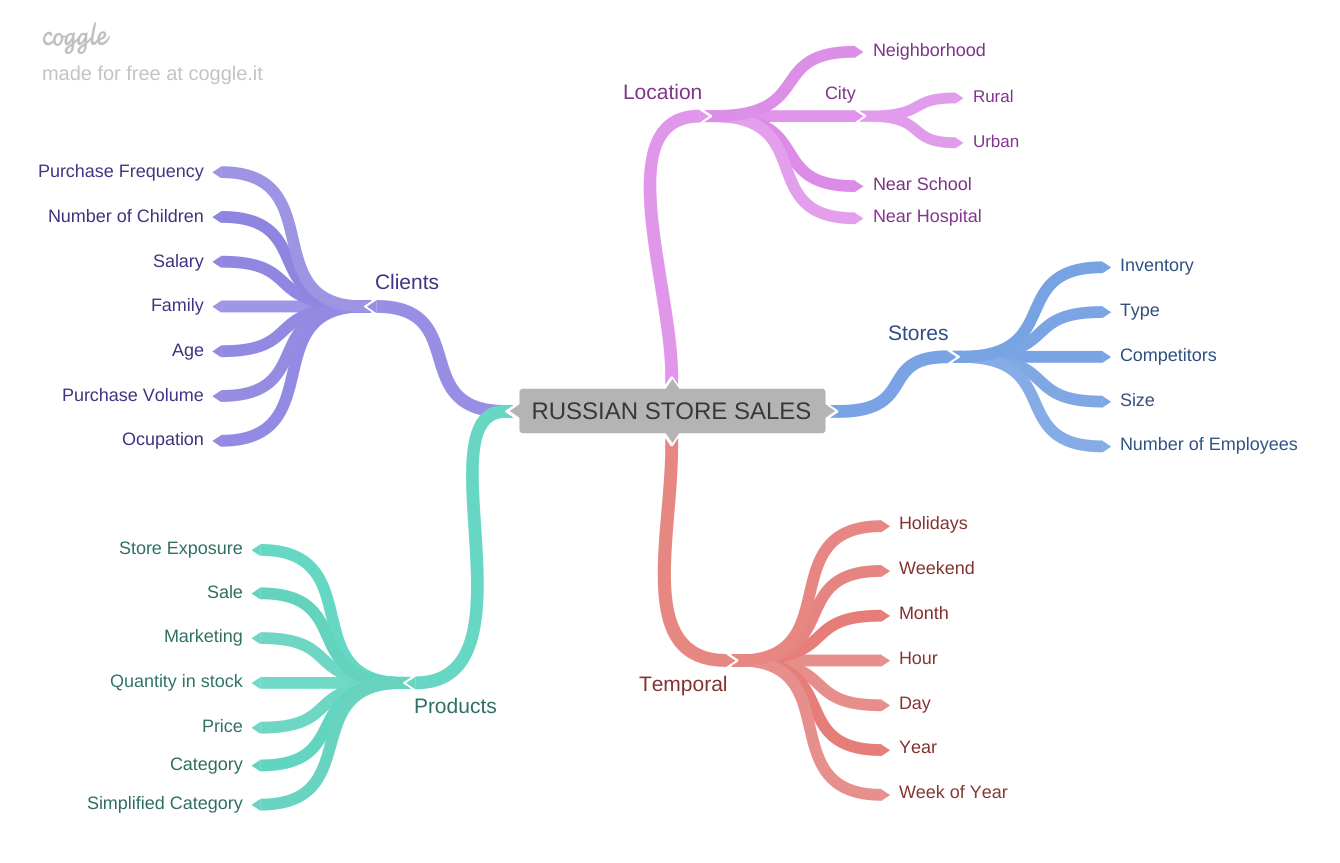 coggle
made for free at coggle.it
Location
Neighborhood
City
Rural
Urban
Near School
Near Hospital
Clients
Purchase Frequency
Number of Children
Salary
Family
Age
Purchase Volume
Ocupation
Stores
Inventory
Type
Competitors
Size
Number of Employees
RUSSIAN STORE SALES
Products
Store Exposure
Sale
Marketing
Quantity in stock
Price
Category
Simplified Category
Temporal
Holidays
Weekend
Month
Hour
Day
Year
Week of Year